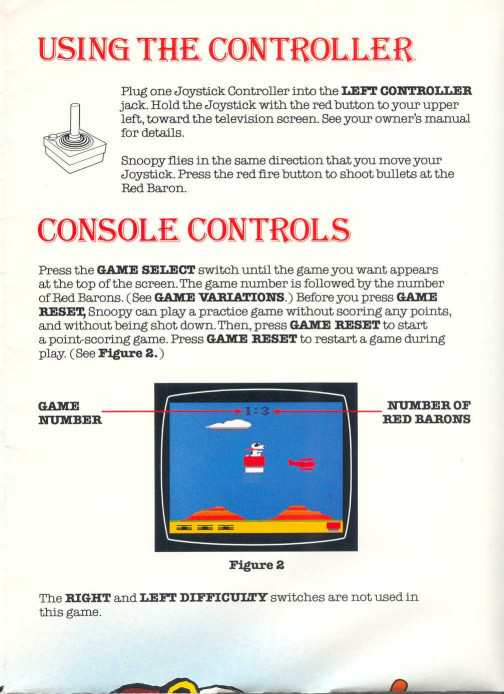 USING THE CONTROLLER
Plug one Joystick Controller into the LEFT CONTROLLER
jack. Hold the Joystick with the red button to your upper
left, toward the television screen. See your owner's manual
for details.
Snoopy flies in the same direction that you move your
Joystick. Press the red fire button to shoot bullets at the
Red Baron.
CONSOLE CONTROLS
Press the GAME SELECT switch until the game you want appears
at the top of the screen. The game number is followed by the number
of Red Barons. (See GAME VARIATIONS.) Before you press GAME
RESET, Snoopy can play a practice game without scoring any points,
and without being shot down. Then, press GAME RESET to start
a point-scoring game. Press GAME RESET to restart a game during
play. (See Figure 2.)
GAME
NUMBER
1:3
NUMBER OF
RED BARONS
Figure 2
The RIGHT and LEFT DIFFICULTY switches are not used in
this game.